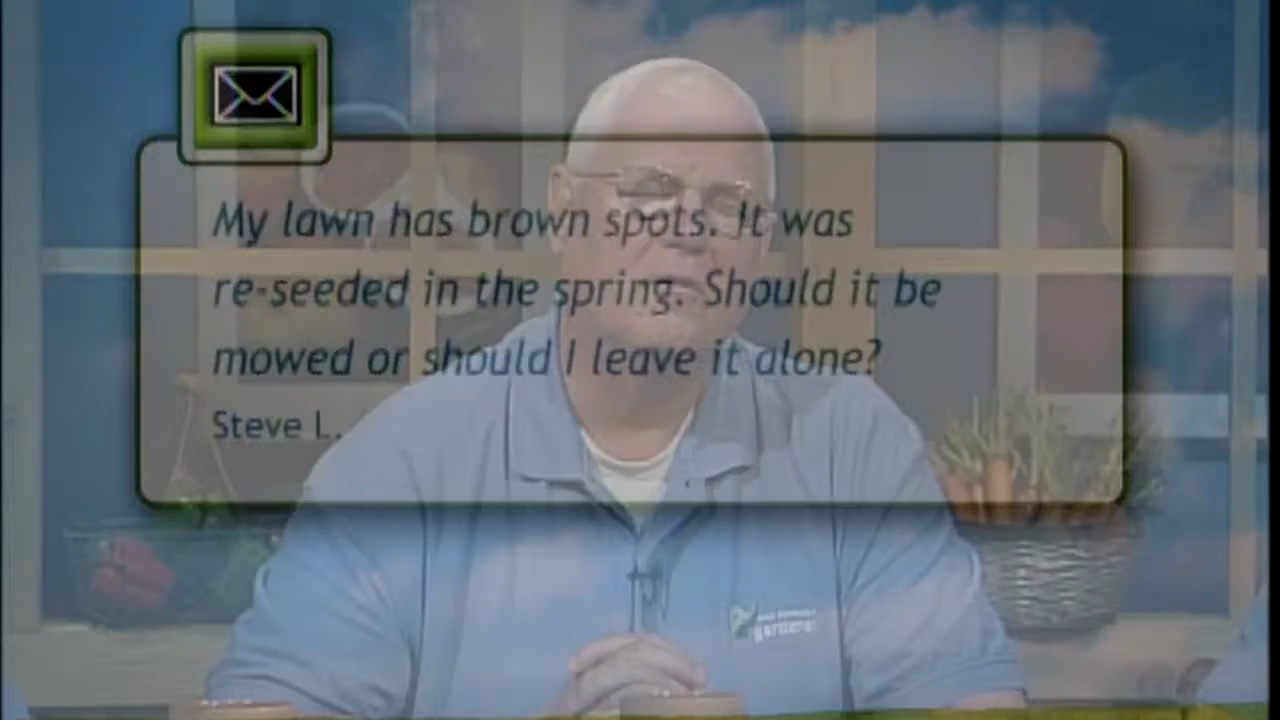 My lawn has brown spots. It was
re-seeded in the spring. Should it be
mowed or should I leave it alone?
Steve L.
gardener